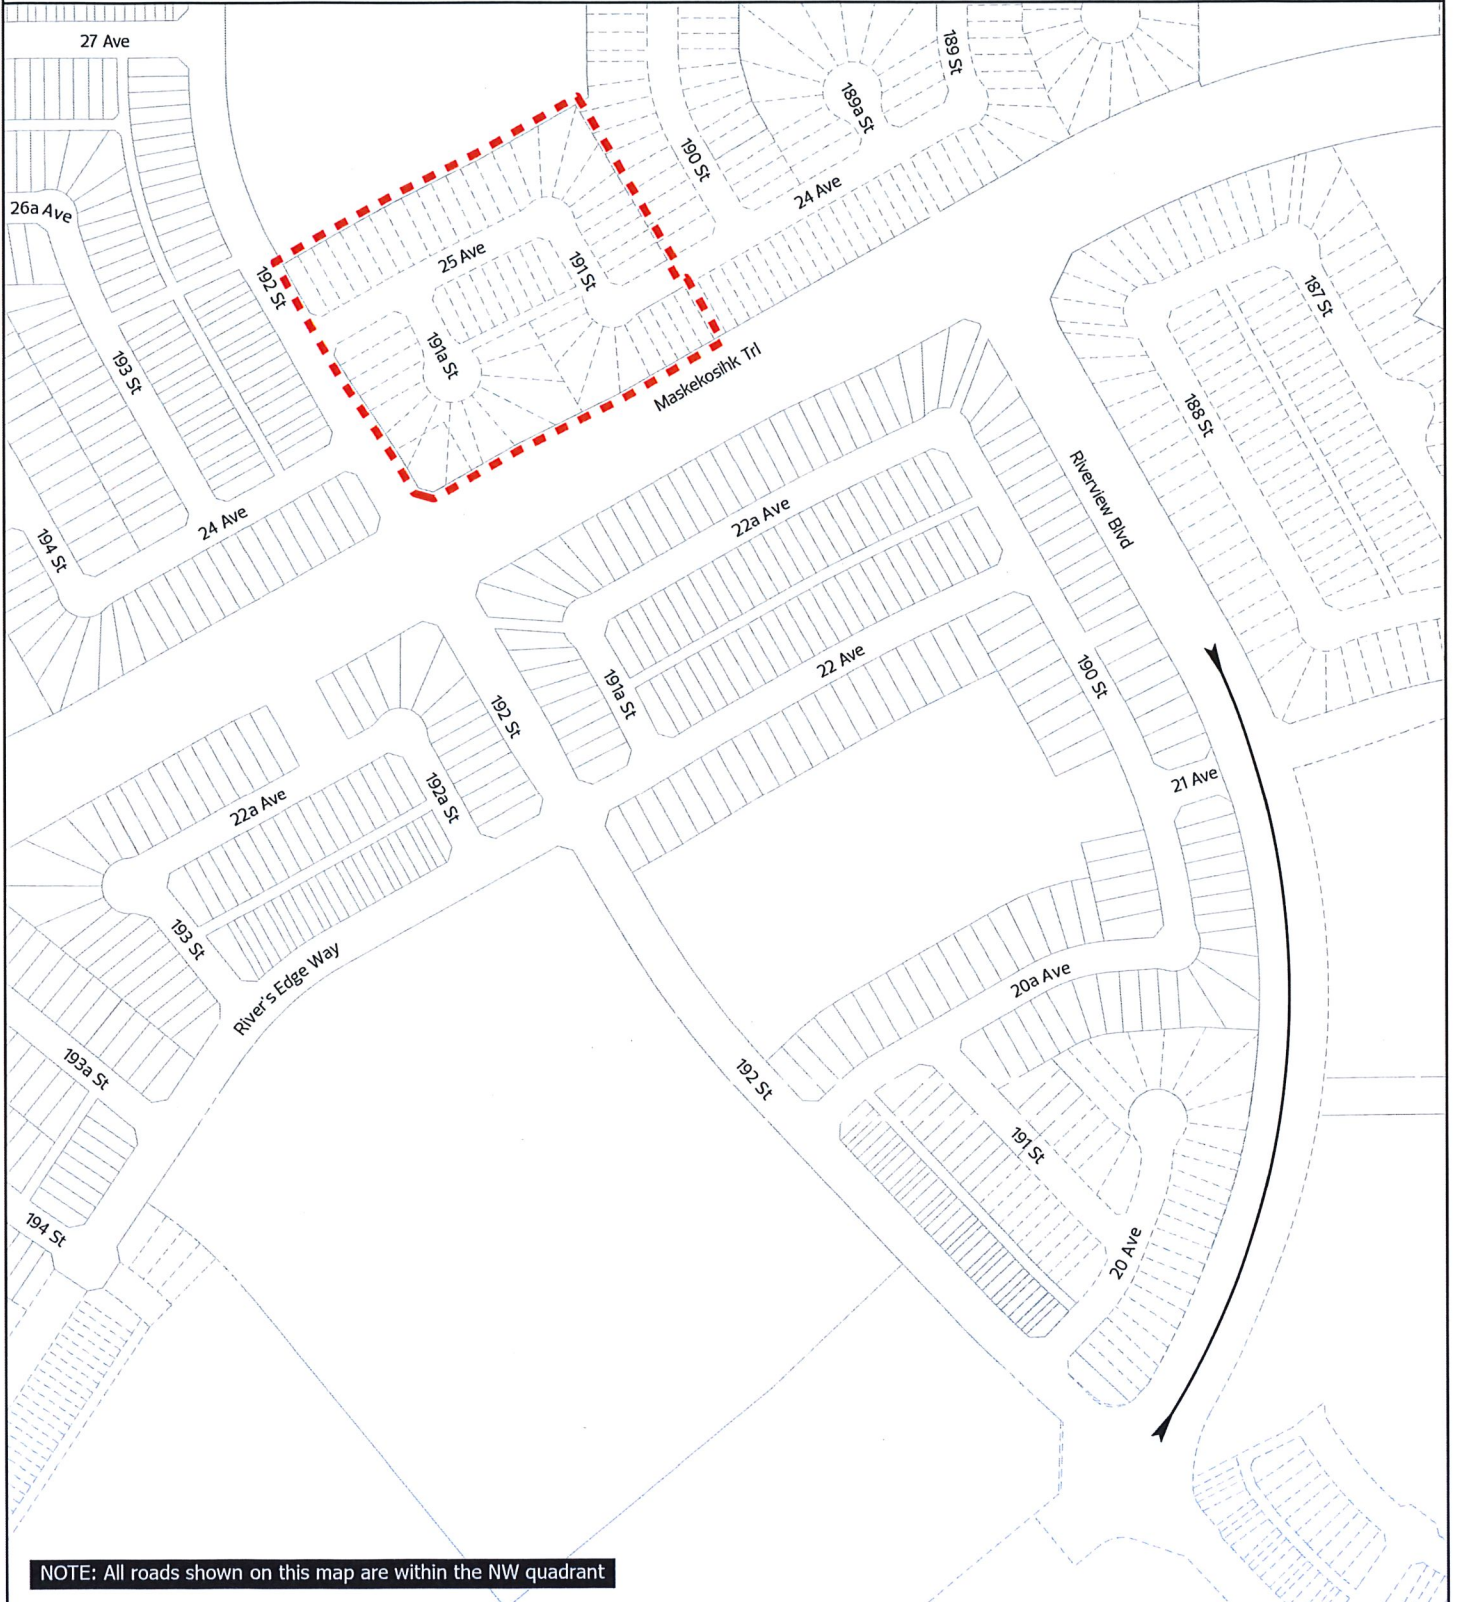 27 Ave
189 St
189a St
190 St
24 Ave
26a Ave
25 Ave
191 St
192 St
187 St
191a St
193 St
Maskekosihk Trl
188 St
Riverview Blvd
22a Ave
24 Ave
194 St
22 Ave
190 St
191a St
192 St
21 Ave
192a St
22a Ave
193 St
20a Ave
River's Edge Way
193a St
192 St
191 St
194 St
20 Ave
NOTE: All roads shown on this map are within the NW quadrant